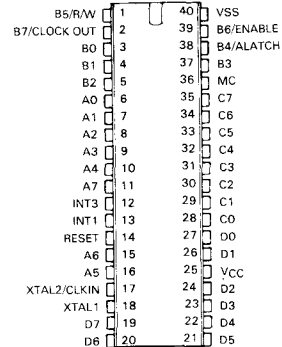 B5/R/W 1 40 VSS
B7/CLOCK OUT 2 39 B6/ENABLE
B0 3 38 B4/ALATCH
B1 4 37 B3
B2 5 36 MC
A0 6 35 C7
A1 7 34 C6
A2 8 33 C5
A3 9 32 C4
A4 10 31 C3
A7 11 30 C2
INT3 12 29 C1
INT1 13 28 C0
RESET 14 27 D0
A6 15 26 D1
A5 16 25 VCC
XTAL2/CLKIN 17 24 D2
XTAL1 18 23 D3
D7 19 22 D4
D6 20 21 D5